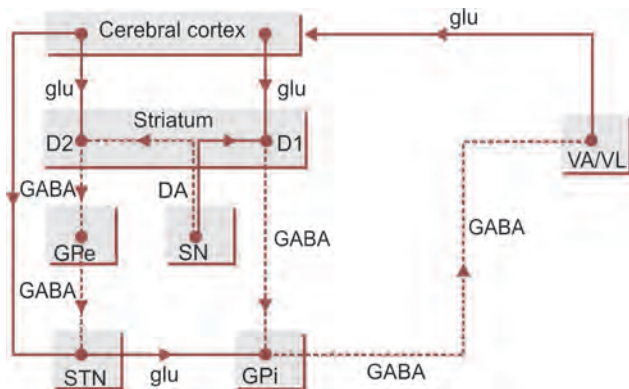 Cerebral cortex
glu
glu
glu
Striatum
D2
D1
VA/VL
GABA
DA
GABA
GABA
GPe
SN
GABA
STN
glu
GPi
GABA